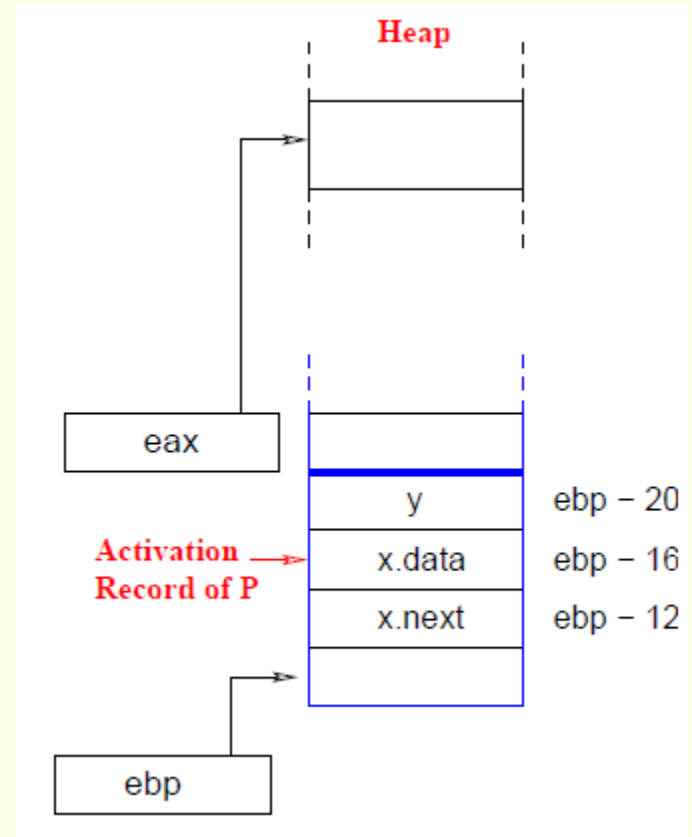 Heap
eax
y
ebp − 20
Activation
Record of P
x.data
ebp − 16
x.next
ebp − 12
ebp